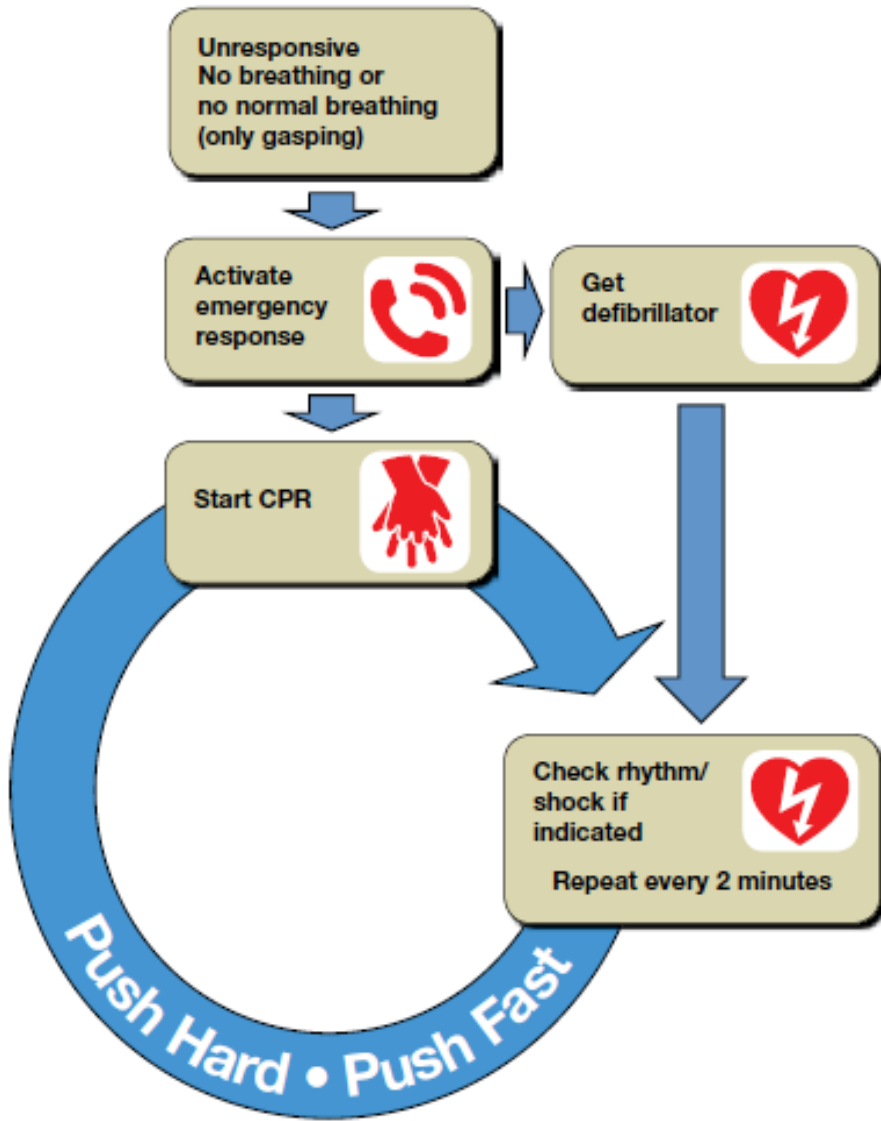 Unresponsive
No breathing or
no normal breathing
(only gasping)
Activate
emergency
response
Get
defibrillator
Start CPR
Check rhythm/
shock if
indicated
Repeat every 2 minutes
Push Hard • Push Fast